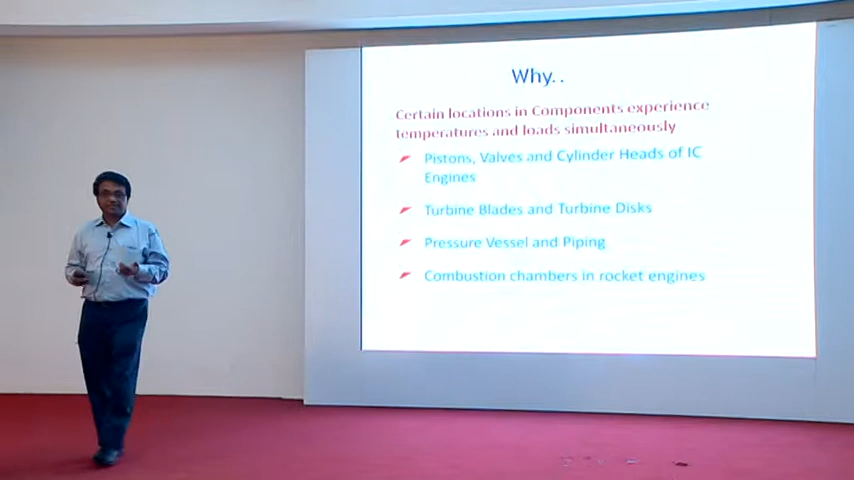 Why..
Certain locations in Components experience
temperatures and loads simultaneously
Pistons, Valves and Cylinder Heads of IC
Engines
Turbine Blades and Turbine Disks
Pressure Vessel and Piping
Combustion chambers in rocket engines